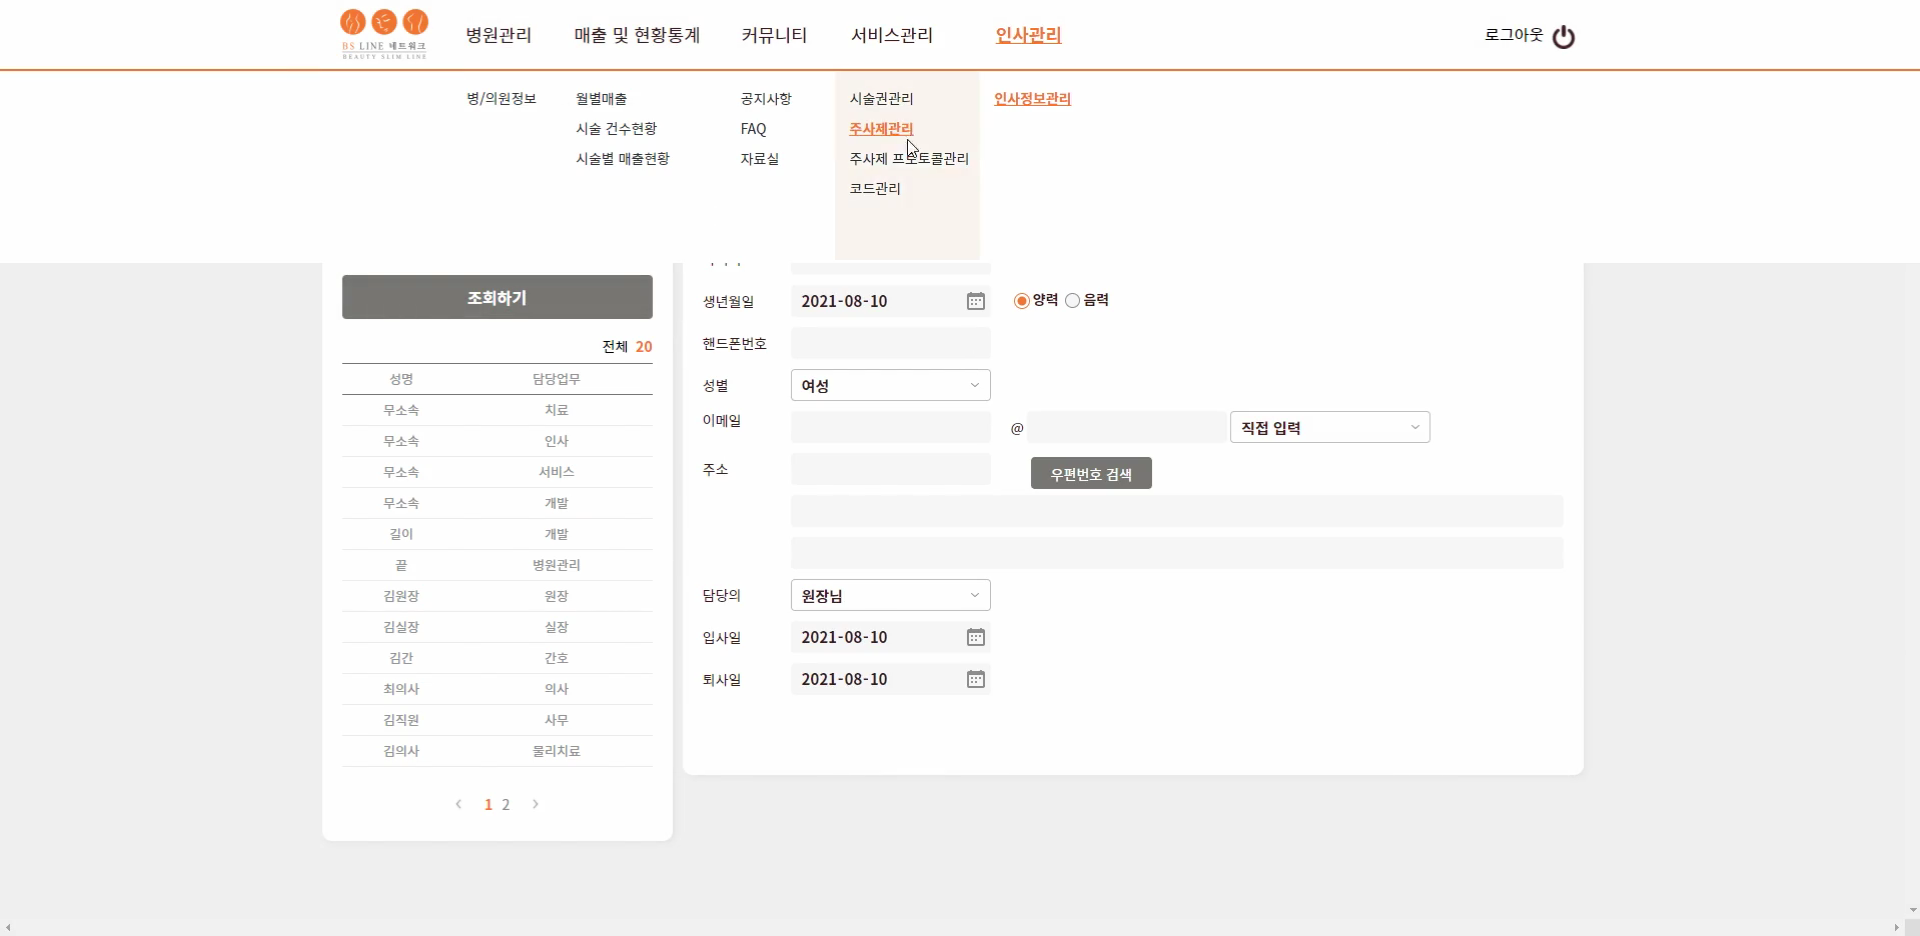 BS LINE 네트워크
BEAUTY SLIM LINE
병원관리
매출 및 현황통계
커뮤니티
서비스관리
인사관리
로그아웃
병/의원정보
월별매출
시술 건수현황
시술별 매출현황
공지사항
FAQ
자료실
시술권관리
주사제관리
주사제 프로토콜관리
코드관리
인사정보관리
조회하기
전체 20
성명 담당업무
무소속 치료
무소속 인사
무소속 서비스
무소속 개발
길이 개발
끝 병원관리
김원장 원장
김실장 실장
김간 간호
최의사 의사
김직원 사무
김의사 물리치료
1 2
생년월일 2021-08-10 양력 음력
핸드폰번호
성별 여성
이메일 @ 직접 입력
주소 우편번호 검색
담당의 원장님
입사일 2021-08-10
퇴사일 2021-08-10